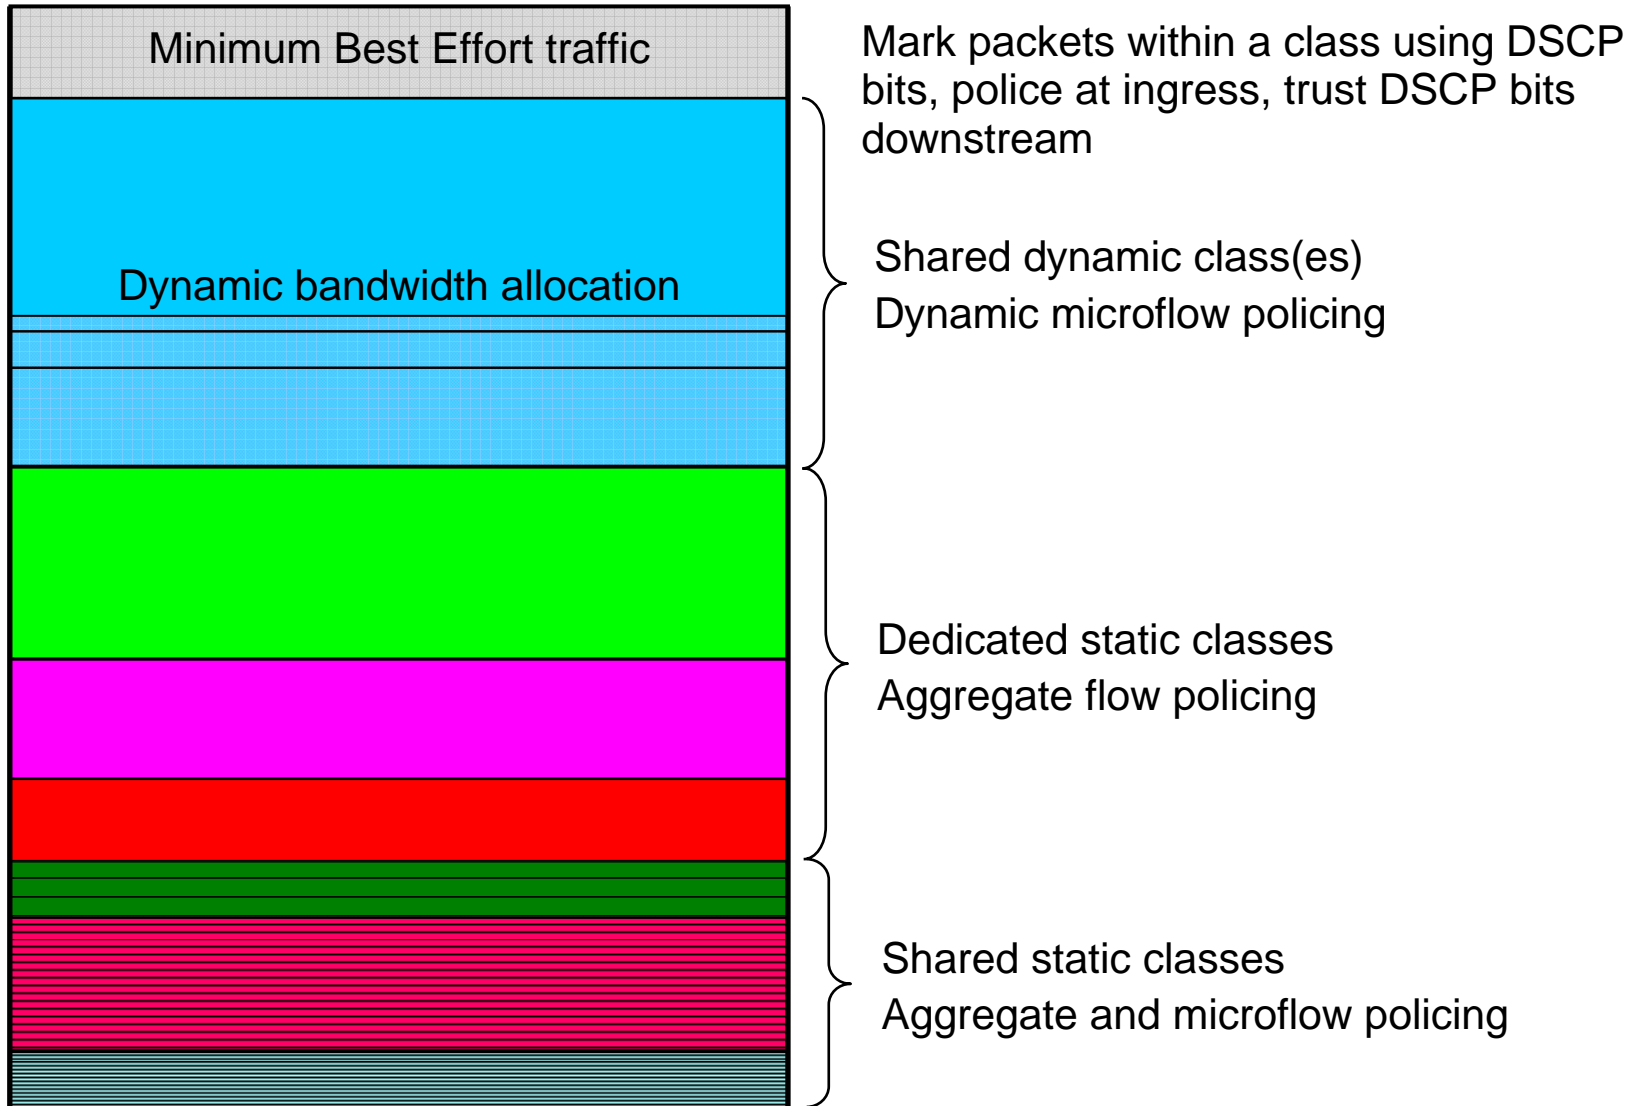 Minimum Best Effort traffic
Mark packets within a class using DSCP
bits, police at ingress, trust DSCP bits
downstream
Dynamic bandwidth allocation
Shared dynamic class(es)
Dynamic microflow policing
Dedicated static classes
Aggregate flow policing
Shared static classes
Aggregate and microflow policing